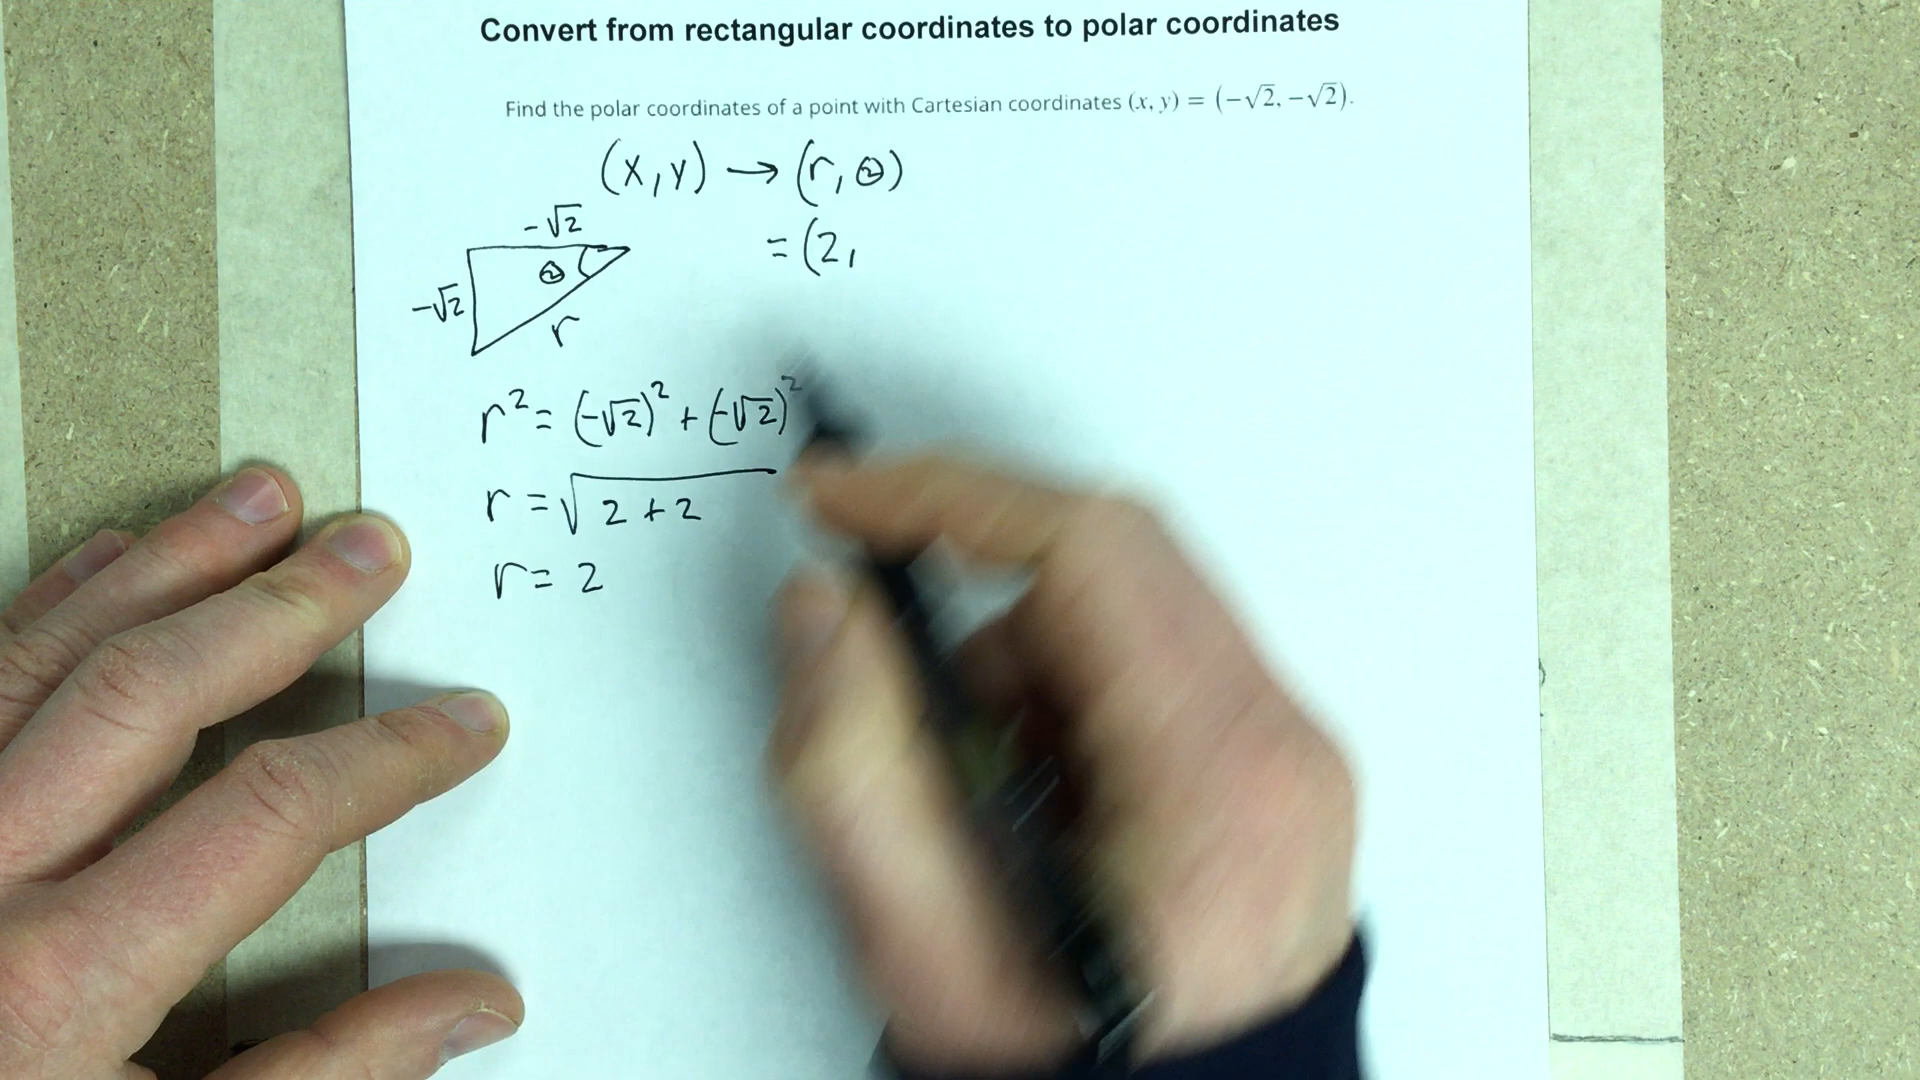 Convert from rectangular coordinates to polar coordinates
Find the polar coordinates of a point with Cartesian coordinates (x, y) = (−√2, −√2).
(x, y) → (r, θ)
= (2,
-√2
θ
-√2
r
r² = (-√2)² + (-√2)²
r = √2 + 2
r = 2